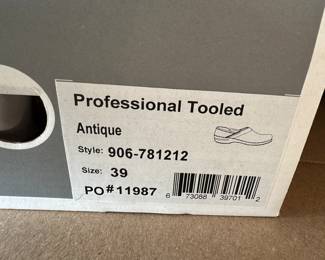 Professional Tooled
Antique
Style: 906-781212
Size: 39
PO#11987
6 73088 39701 2